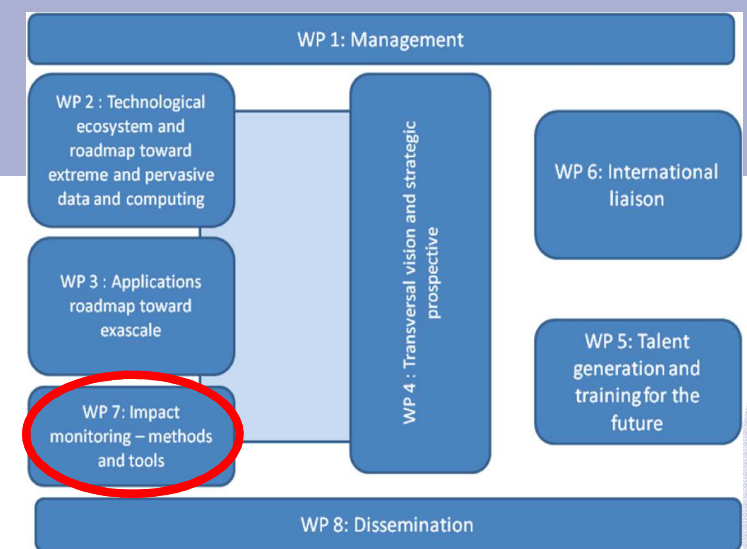 WP 1: Management
WP 2 : Technological
ecosystem and
roadmap toward
extreme and pervasive
data and computing
WP 3 : Applications
roadmap toward
exascale
WP 7: Impact
monitoring – methods
and tools
WP 4 : Transversal vision and strategic
prospective
WP 6: International
liaison
WP 5: Talent
generation and
training for the
future
WP 8: Dissemination